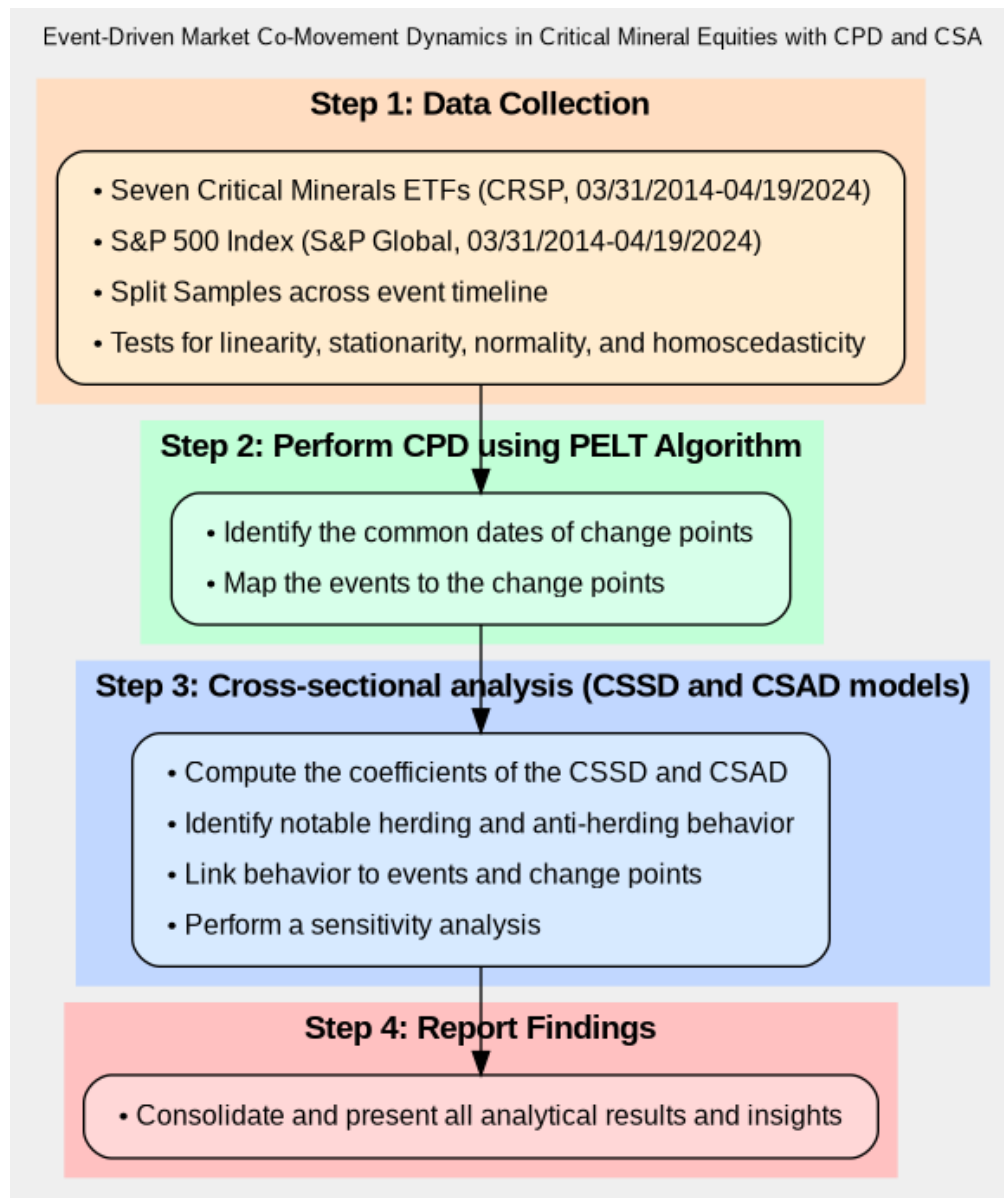 Event-Driven Market Co-Movement Dynamics in Critical Mineral Equities with CPD and CSA
Step 1: Data Collection
• Seven Critical Minerals ETFs (CRSP, 03/31/2014-04/19/2024)
• S&P 500 Index (S&P Global, 03/31/2014-04/19/2024)
• Split Samples across event timeline
• Tests for linearity, stationarity, normality, and homoscedasticity
Step 2: Perform CPD using PELT Algorithm
• Identify the common dates of change points
• Map the events to the change points
Step 3: Cross-sectional analysis (CSSD and CSAD models)
• Compute the coefficients of the CSSD and CSAD
• Identify notable herding and anti-herding behavior
• Link behavior to events and change points
• Perform a sensitivity analysis
Step 4: Report Findings
• Consolidate and present all analytical results and insights